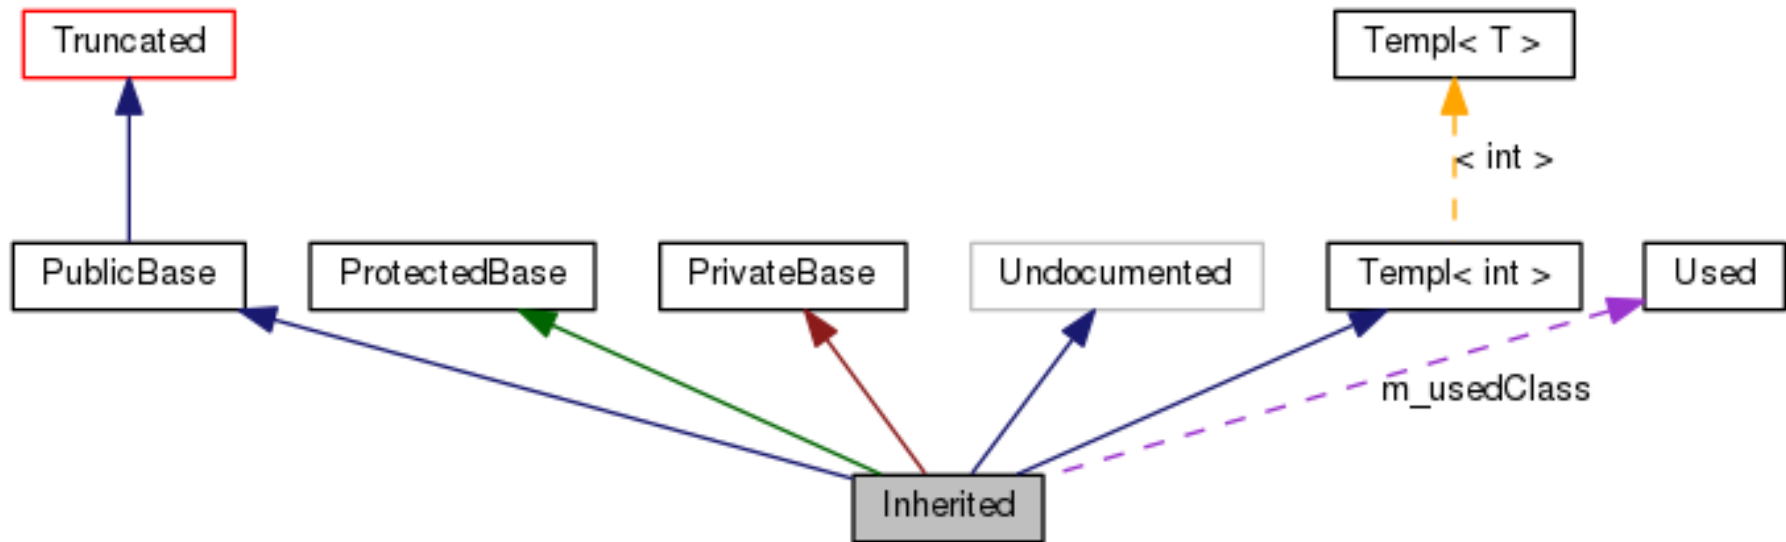 Truncated
Templ< T >
< int >
PublicBase
ProtectedBase
PrivateBase
Undocumented
Templ< int >
Used
m_usedClass
Inherited